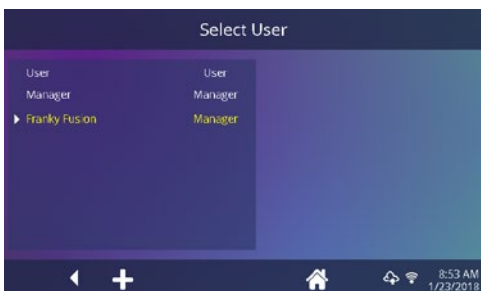 Select User
User User
Manager Manager
Franky Fusion Manager
8:53 AM
1/23/2018